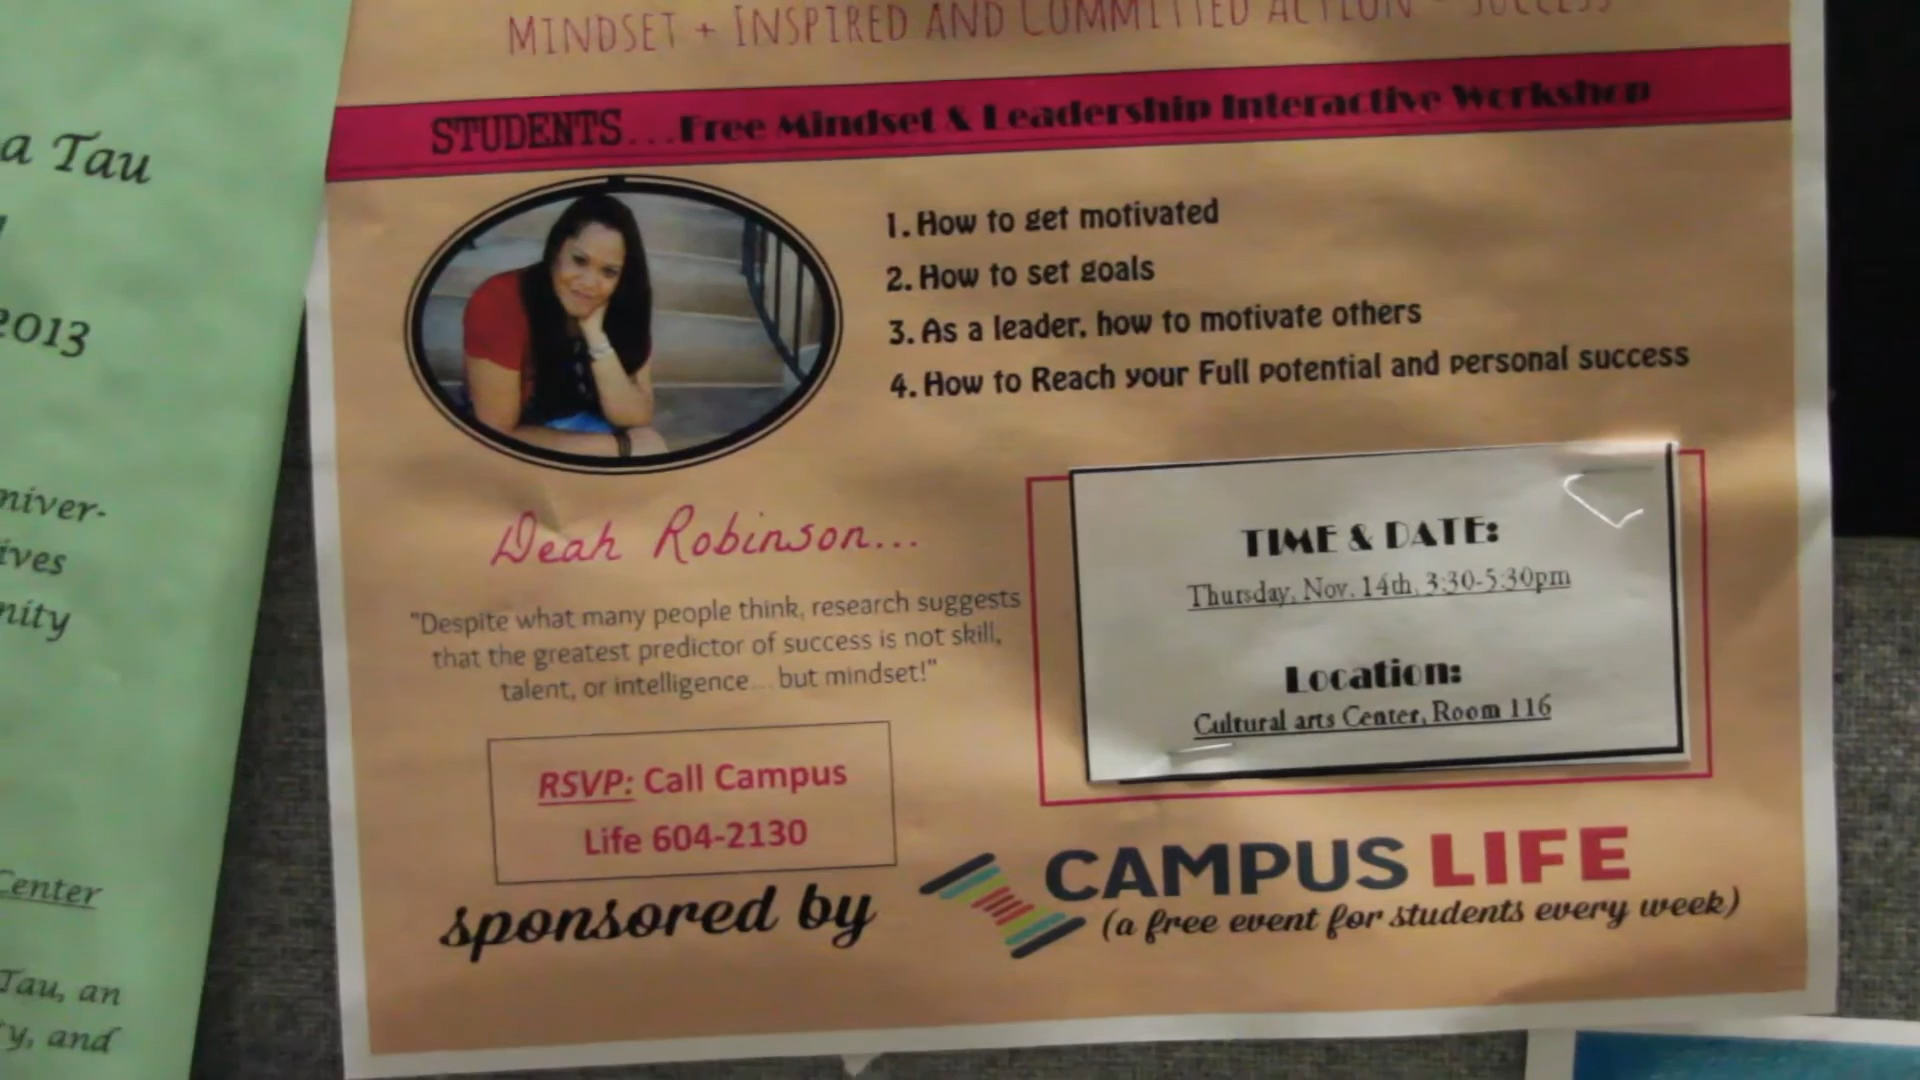 a Tau
2013
niver-
ives
nity
Center
Tau, an
y, and
MINDSET + INSPIRED AND COMMITTED ACTION = SUCCESS
STUDENTS...Free Mindset & Leadership Interactive Workshop
1. How to get motivated
2. How to set goals
3. As a leader, how to motivate others
4. How to Reach your Full potential and personal success
Deah Robinson...
"Despite what many people think, research suggests
that the greatest predictor of success is not skill,
talent, or intelligence... but mindset!"
TIME & DATE:
Thursday, Nov. 14th, 3:30-5:30pm
Location:
Cultural arts Center, Room 116
RSVP: Call Campus
Life 604-2130
sponsored by
CAMPUS LIFE
(a free event for students every week)